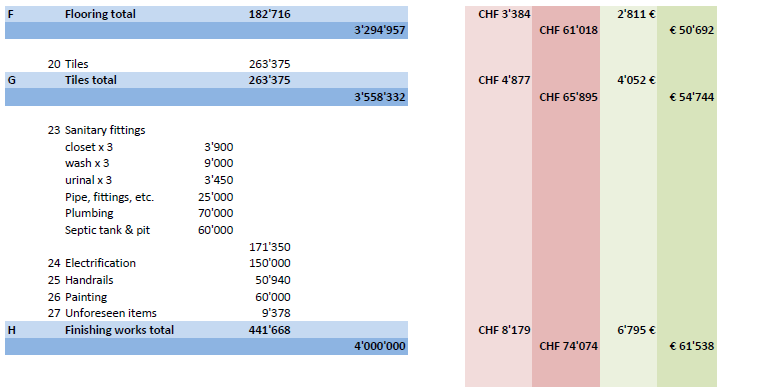 F Flooring total 182'716 CHF 3'384 2'811 €
3'294'957 CHF 61'018 € 50'692
20 Tiles 263'375
G Tiles total 263'375 CHF 4'877 4'052 €
3'558'332 CHF 65'895 € 54'744
23 Sanitary fittings
closet x 3 3'900
wash x 3 9'000
urinal x 3 3'450
Pipe, fittings, etc. 25'000
Plumbing 70'000
Septic tank & pit 60'000
171'350
24 Electrification 150'000
25 Handrails 50'940
26 Painting 60'000
27 Unforeseen items 9'378
H Finishing works total 441'668 CHF 8'179 6'795 €
4'000'000 CHF 74'074 € 61'538